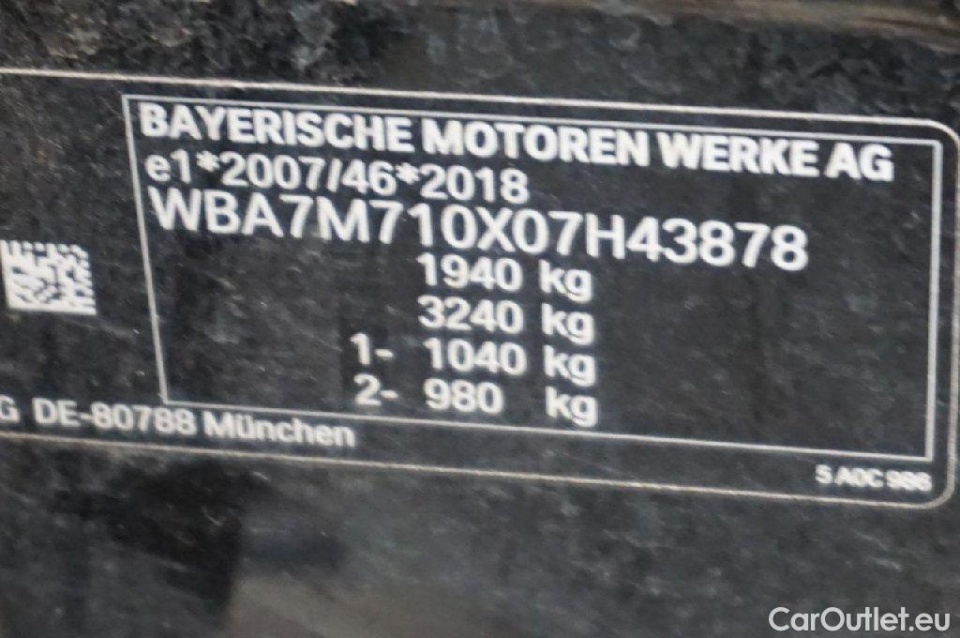 BAYERISCHE MOTOREN WERKE AG
e1*2007/46*2018
WBA7M710X07H43878
1940 kg
3240 kg
1- 1040 kg
2- 980 kg
G DE-80788 München
5 A0C 986
CarOutlet.eu